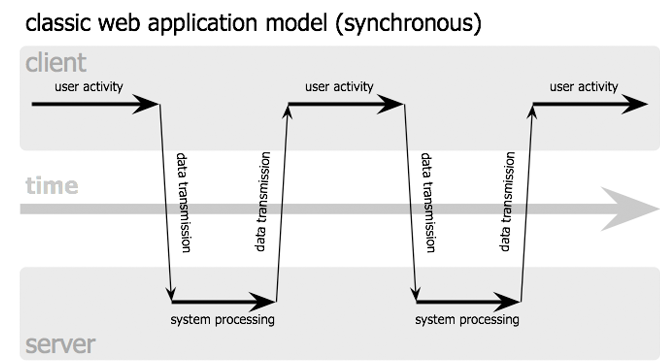 classic web application model (synchronous)
client
user activity
user activity
user activity
data transmission
data transmission
data transmission
data transmission
time
system processing
system processing
server